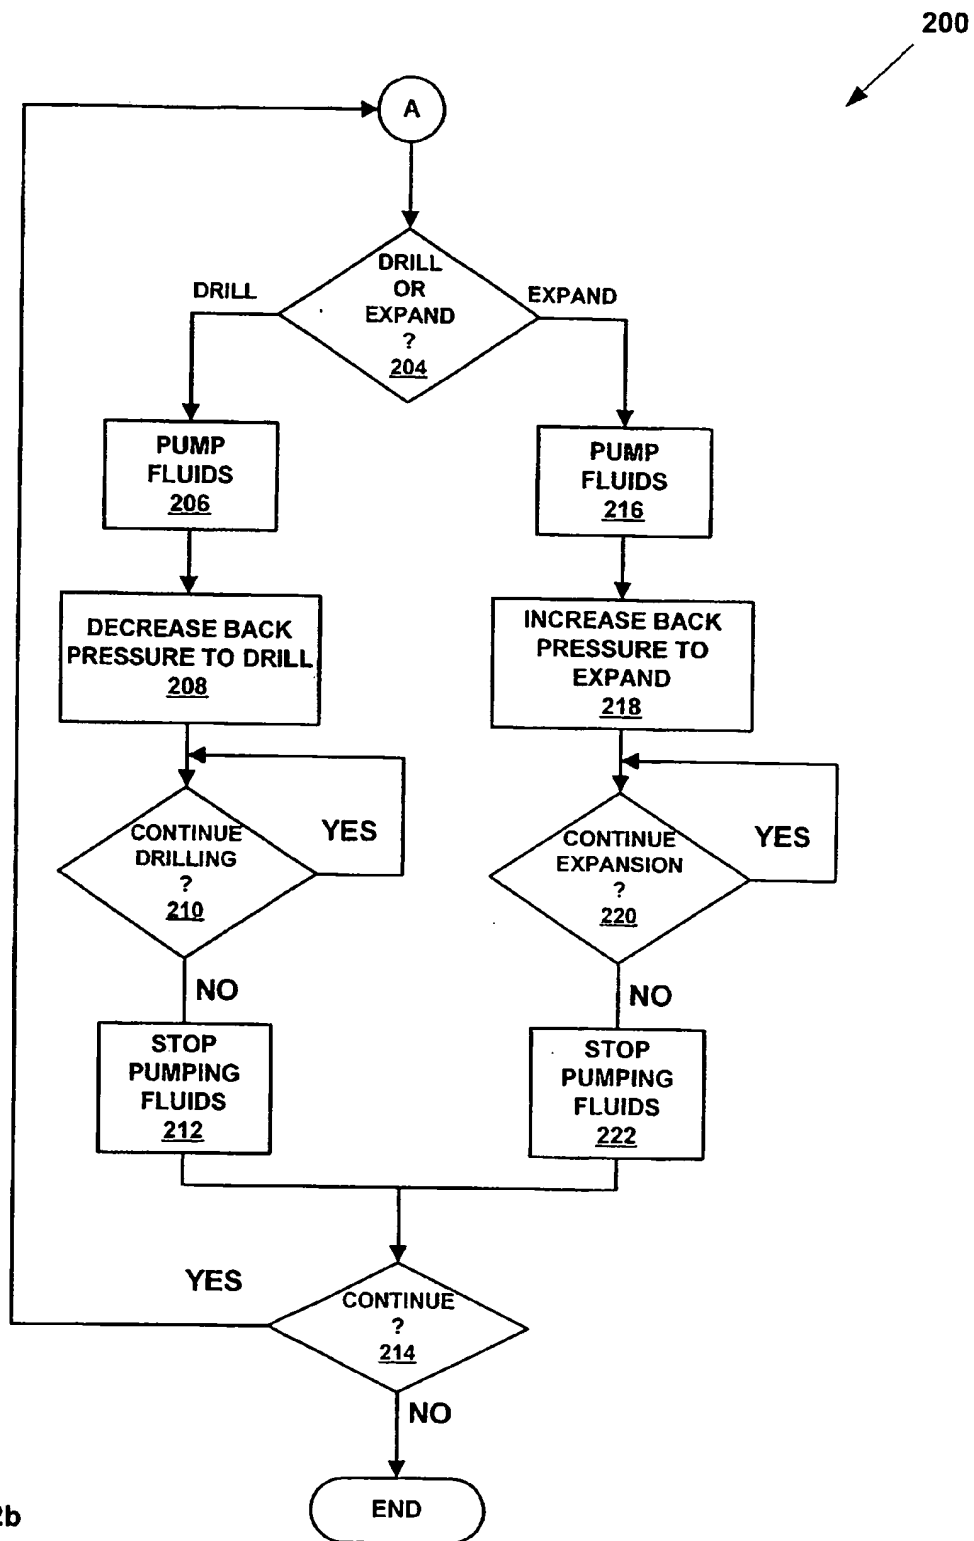 200
A
DRILL
OR
EXPAND
?
204
DRILL
EXPAND
PUMP
FLUIDS
206
PUMP
FLUIDS
216
DECREASE BACK
PRESSURE TO DRILL
208
INCREASE BACK
PRESSURE TO
EXPAND
218
CONTINUE
DRILLING
?
210
YES
CONTINUE
EXPANSION
?
220
YES
NO
NO
STOP
PUMPING
FLUIDS
212
STOP
PUMPING
FLUIDS
222
YES
CONTINUE
?
214
NO
END